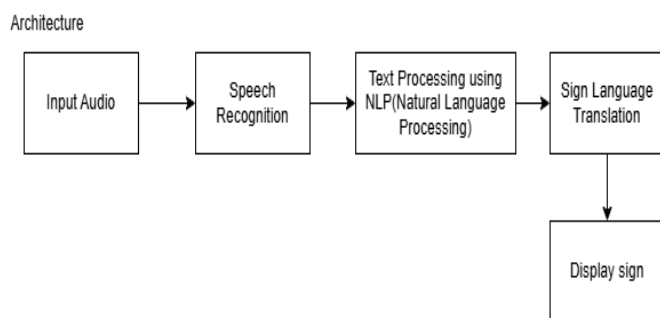 Architecture
Input Audio
Speech
Recognition
Text Processing using
NLP(Natural Language
Processing)
Sign Language
Translation
Display sign